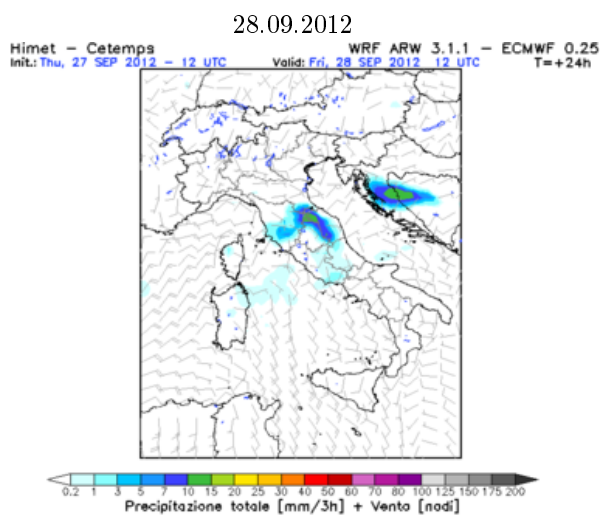 28.09.2012
Himet – Cetemps WRF ARW 3.1.1 – ECMWF 0.25
Init.: Thu, 27 SEP 2012 – 12 UTC Valid: Fri, 28 SEP 2012 12 UTC T=+24h
0.2 1 3 5 7 10 15 20 25 30 40 50 60 70 80 100 125 150 175 200
Precipitazione totale [mm/3h] + Vento [nodi]